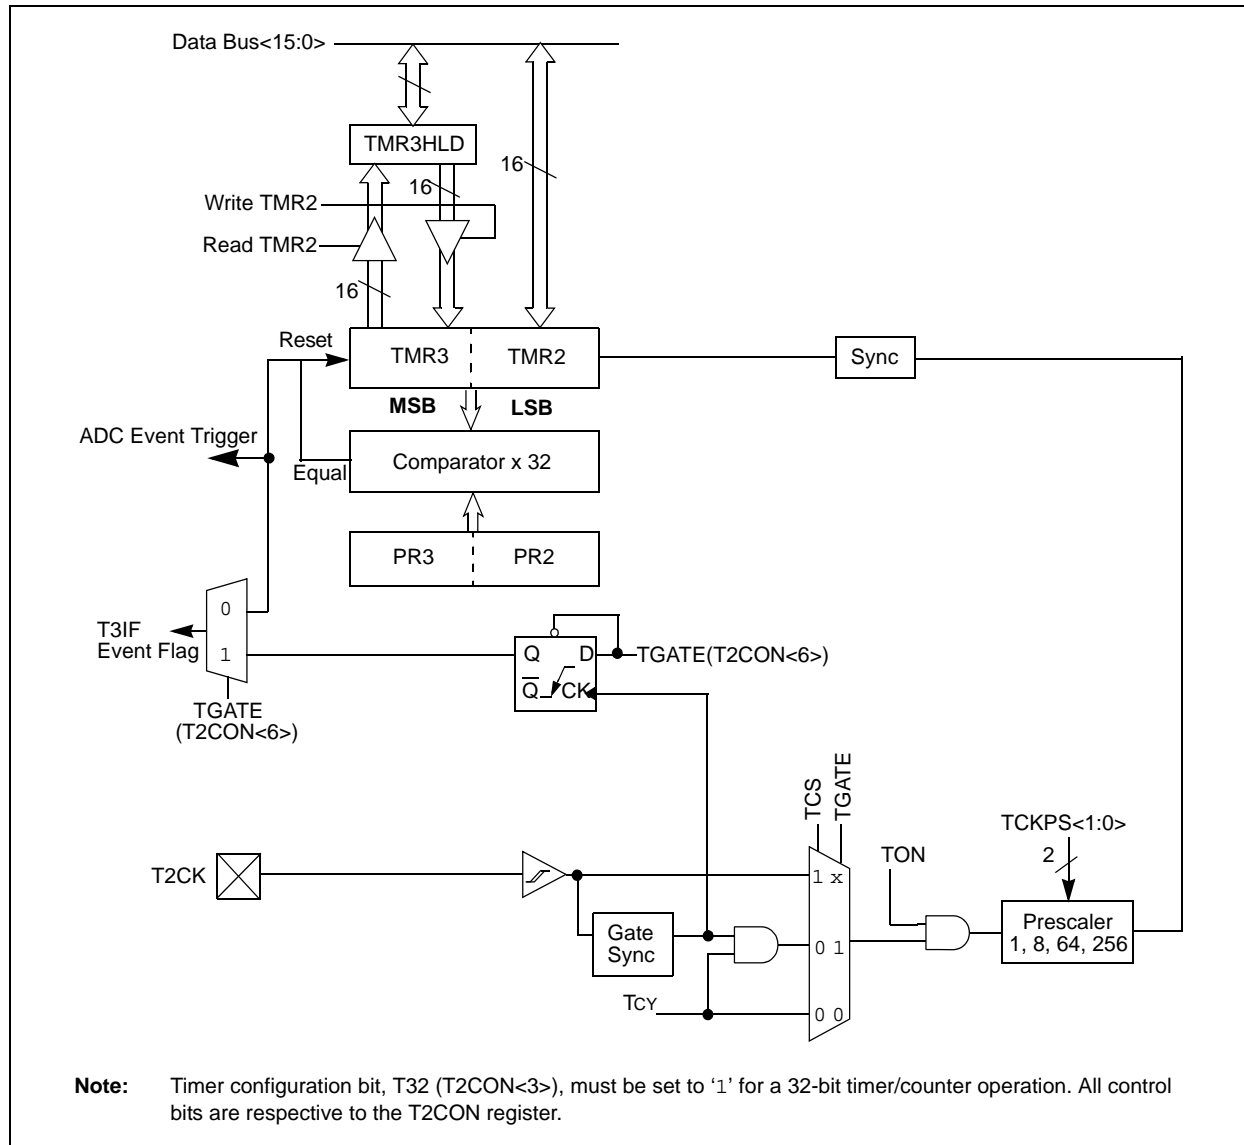 Data Bus<15:0>
TMR3HLD
16
16
Write TMR2
Read TMR2
16
Reset
TMR3
TMR2
Sync
MSB
LSB
ADC Event Trigger
Equal
Comparator x 32
PR3
PR2
0
T3IF
Event Flag
1
Q
D
TGATE(T2CON<6>)
Q
CK
TGATE
(T2CON<6>)
TCS
TGATE
TCKPS<1:0>
2
TON
T2CK
1 x
Gate
Sync
0 1
Prescaler
1, 8, 64, 256
TCY
0 0
Note: Timer configuration bit, T32 (T2CON<3>), must be set to ‘1’ for a 32-bit timer/counter operation. All control
bits are respective to the T2CON register.